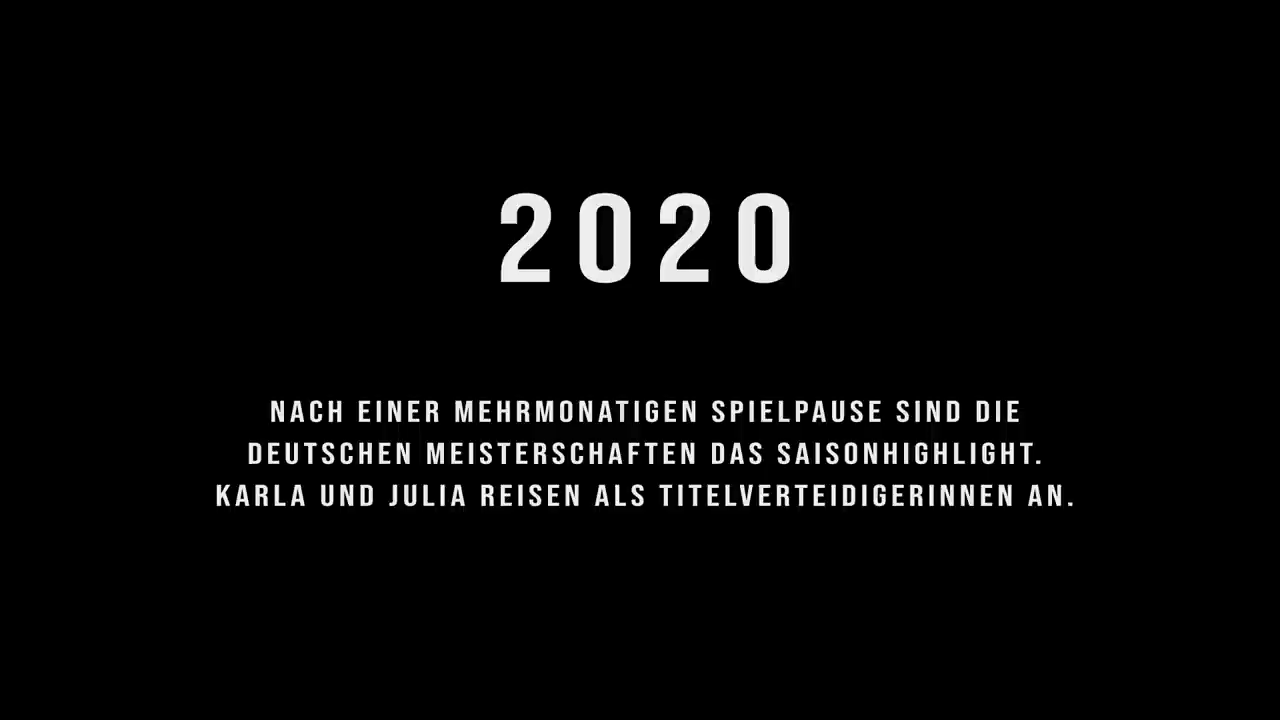 2020
NACH EINER MEHRMONATIGEN SPIELPAUSE SIND DIE
DEUTSCHEN MEISTERSCHAFTEN DAS SAISONHIGHLIGHT.
KARLA UND JULIA REISEN ALS TITELVERTEIDIGERINNEN AN.